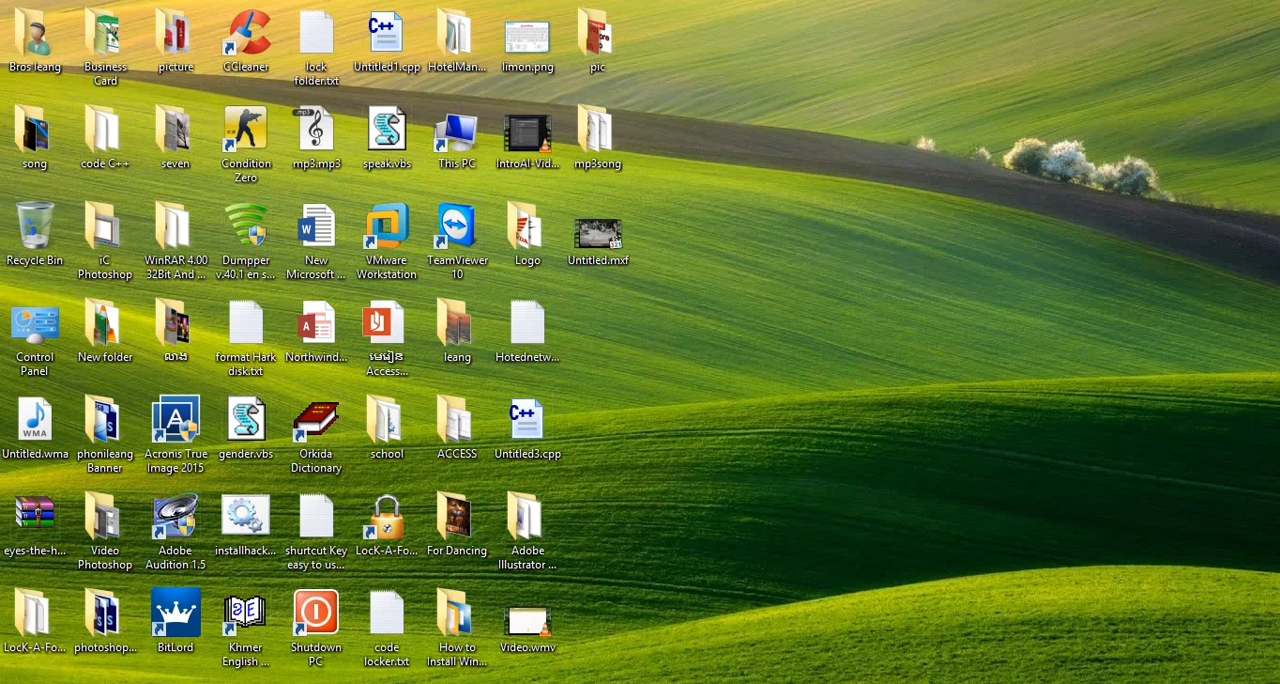 Bros leang
Business
Card
picture
CCleaner
lock
folder.txt
Untitled1.cpp
HotelMan...
limon.png
pic
song
code C++
seven
Condition
Zero
mp3.mp3
speak.vbs
This PC
IntroAI-Vid...
mp3song
Recycle Bin
iC
Photoshop
WinRAR 4.00
32Bit And ...
Dumpper
v.40.1 en s...
New
Microsoft ...
VMware
Workstation
TeamViewer
10
Logo
Untitled.mxf
Control
Panel
New folder
លាង
format Hark
disk.txt
Northwind...
មេរៀន
Access...
leang
Hotednetw...
Untitled.wma
phonileang
Banner
Acronis True
Image 2015
gender.vbs
Orkida
Dictionary
school
ACCESS
Untitled3.cpp
eyes-the-h...
Video
Photoshop
Adobe
Audition 1.5
installhack...
shurtcut Key
easy to us...
LocK-A-Fo...
For Dancing
Adobe
Illustrator ...
LocK-A-Fo...
photoshop...
BitLord
Khmer
English ...
Shutdown
PC
code
locker.txt
How to
Install Win...
Video.wmv